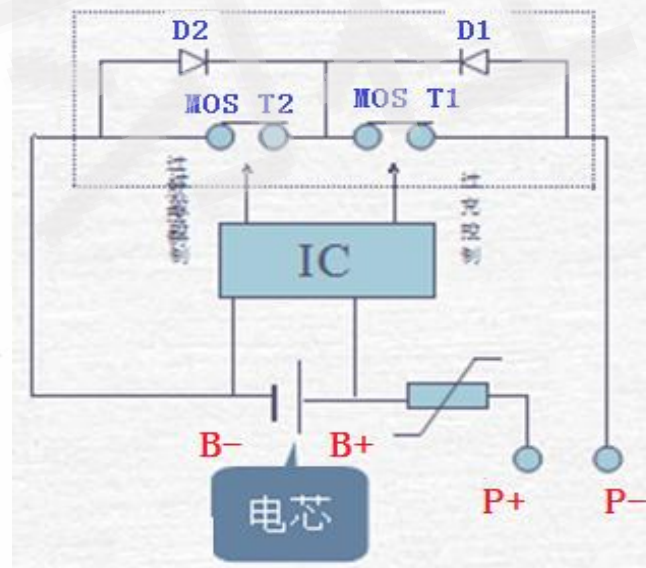 D2
D1
MOS T2
MOS T1
IC
B−
B+
电芯
P+
P−